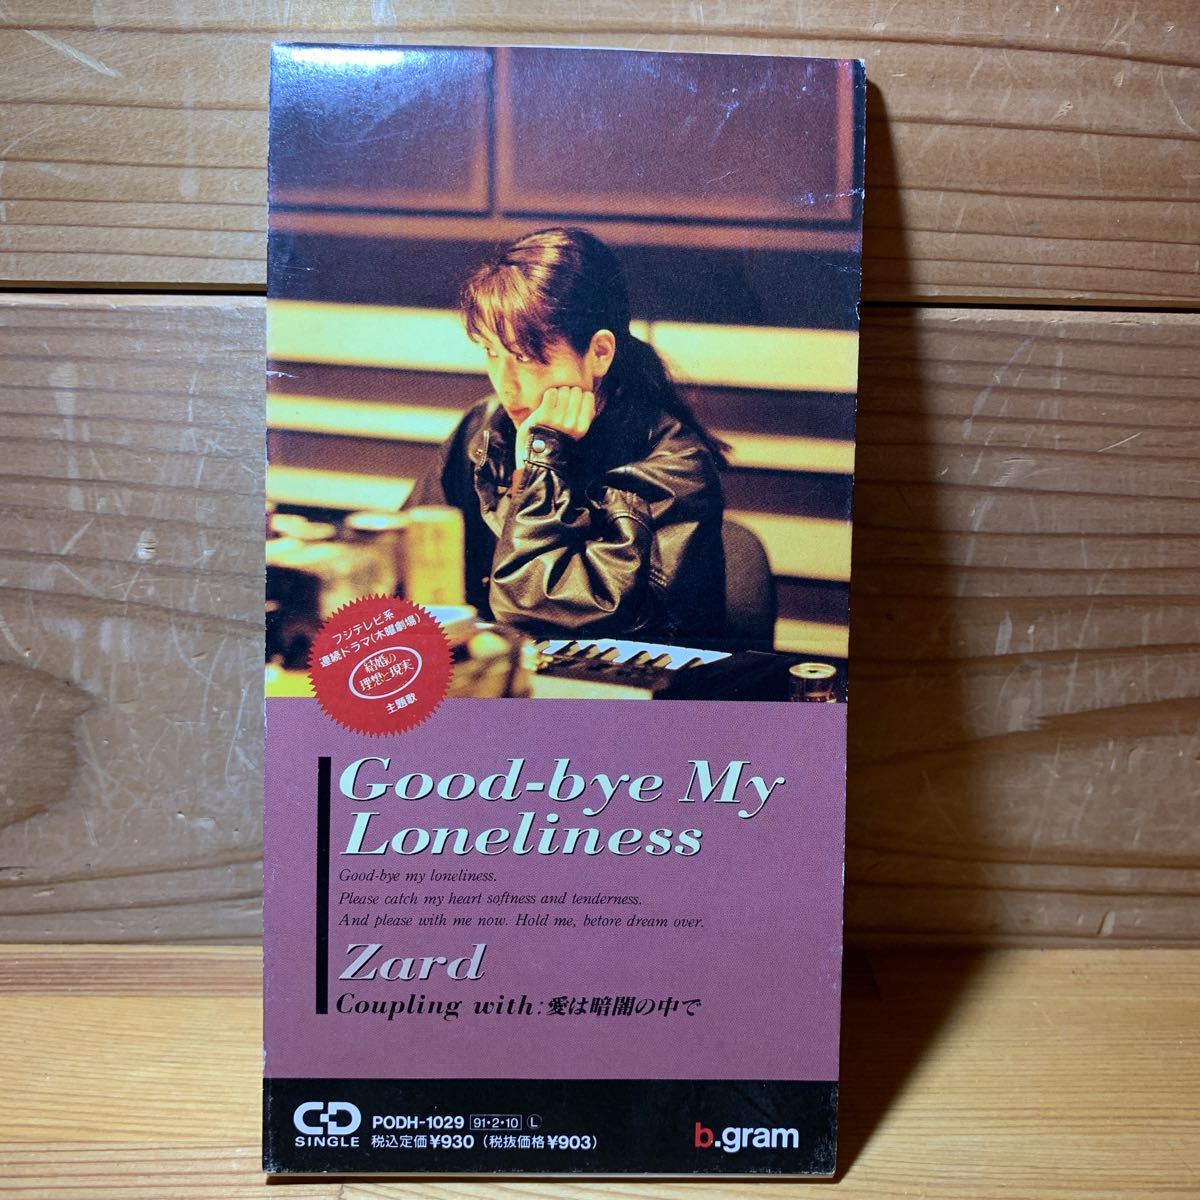 フジテレビ系
連続ドラマ(木曜劇場)
結婚の
理想と現実
主題歌
Good-bye My
Loneliness
Good-bye my loneliness.
Please catch my heart softness and tenderness.
And please with me now. Hold me, betore dream over.
Zard
Coupling with: 愛は暗闇の中で
CD
SINGLE
PODH-1029 91・2・10 Ⓛ
税込定価¥930(税抜価格¥903)
b.gram